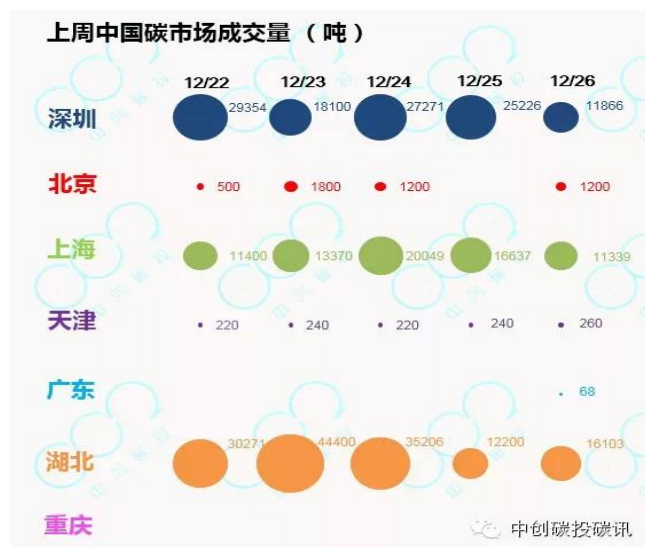 上周中国碳市场成交量 （吨）
12/22 12/23 12/24 12/25 12/26
深圳 29354 18100 27271 25226 11866
北京 500 1800 1200 1200
上海 11400 13370 20049 16637 11339
天津 220 240 220 240 260
广东 68
湖北 30271 44400 35206 12200 16103
重庆
中创碳投碳讯